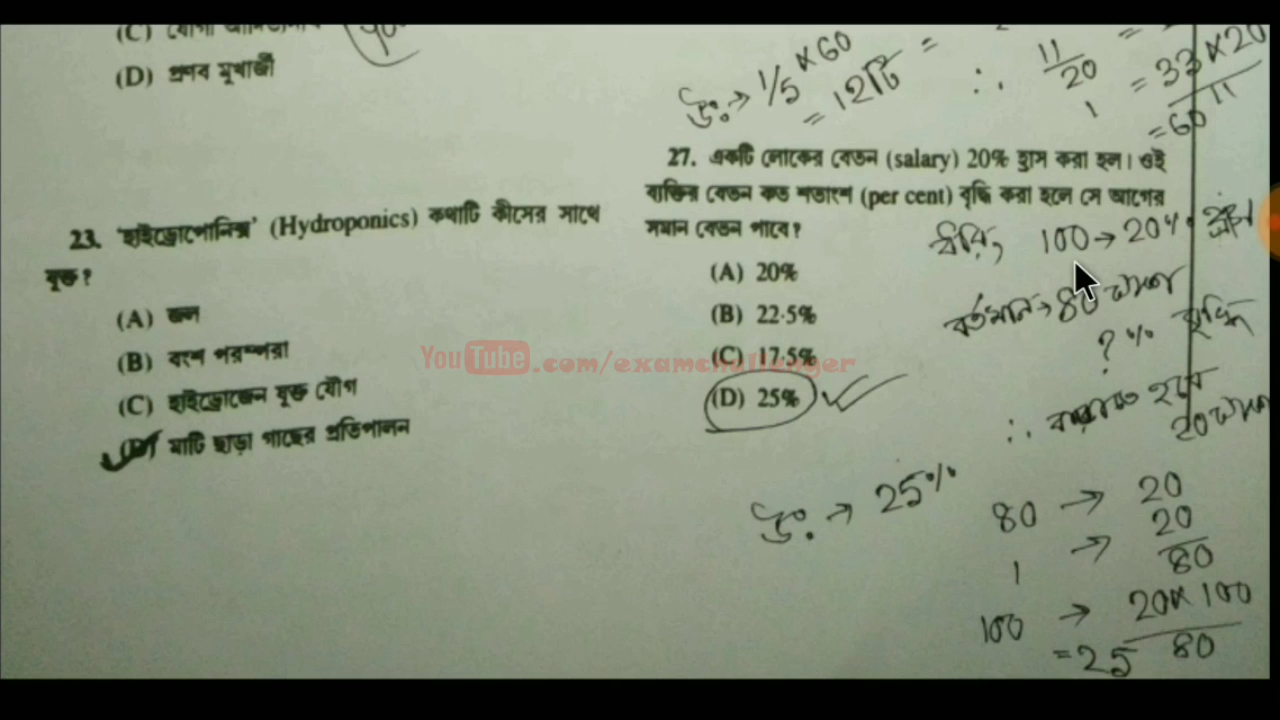 (D) প্রণব মুখার্জী
23. 'হাইড্রোপোনিক্স' (Hydroponics) কথাটি কীসের সাথে
যুক্ত?
(A) জল
(B) বংশ পরম্পরা
(C) হাইড্রোজেন যুক্ত যৌগ
(D) মাটি ছাড়া গাছের প্রতিপালন
উঃ → 1/5 × 60 =
= 12টি
∴ 11/20 =
1 = 33 × 20
11
= 60
27. একটি লোকের বেতন (salary) 20% হ্রাস করা হল। ওই
ব্যক্তির বেতন কত শতাংশ (per cent) বৃদ্ধি করা হলে সে আগের
সমান বেতন পাবে?
(A) 20%
(B) 22·5%
(C) 17·5%
(D) 25%
ধরি, 100 → 20% হ্রাস
বর্তমান → 80 টাকা
? % বৃদ্ধি
∴ বাড়াতে হবে
20 টাকা
80 → 20
1 → 20
80
100 → 20 × 100
80
= 25
উঃ → 25%
YouTube.com/examchallenger